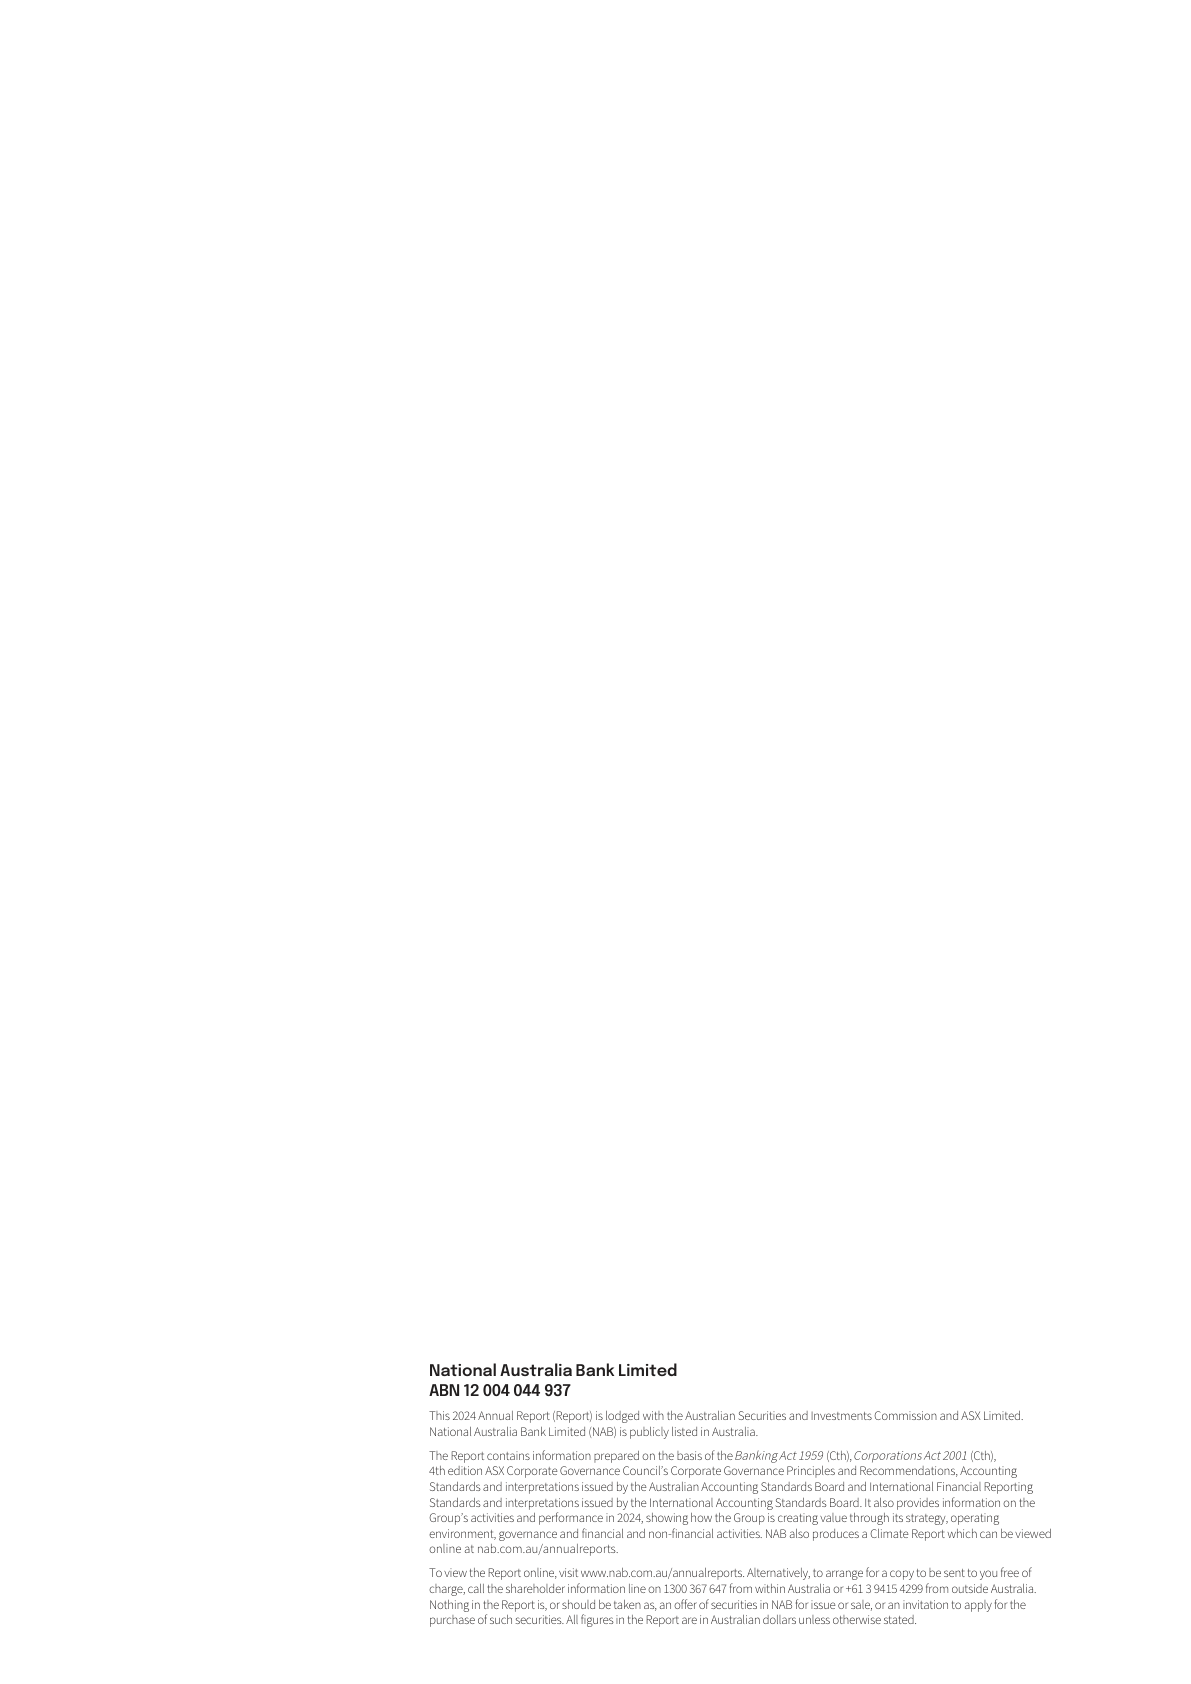 National Australia Bank Limited
ABN 12 004 044 937
This 2024 Annual Report (Report) is lodged with the Australian Securities and Investments Commission and ASX Limited.
National Australia Bank Limited (NAB) is publicly listed in Australia.
The Report contains information prepared on the basis of the Banking Act 1959 (Cth), Corporations Act 2001 (Cth),
4th edition ASX Corporate Governance Council's Corporate Governance Principles and Recommendations, Accounting
Standards and interpretations issued by the Australian Accounting Standards Board and International Financial Reporting
Standards and interpretations issued by the International Accounting Standards Board. It also provides information on the
Group's activities and performance in 2024, showing how the Group is creating value through its strategy, operating
environment, governance and financial and non-financial activities. NAB also produces a Climate Report which can be viewed
online at nab.com.au/annualreports.
To view the Report online, visit www.nab.com.au/annualreports. Alternatively, to arrange for a copy to be sent to you free of
charge, call the shareholder information line on 1300 367 647 from within Australia or +61 3 9415 4299 from outside Australia.
Nothing in the Report is, or should be taken as, an offer of securities in NAB for issue or sale, or an invitation to apply for the
purchase of such securities. All figures in the Report are in Australian dollars unless otherwise stated.